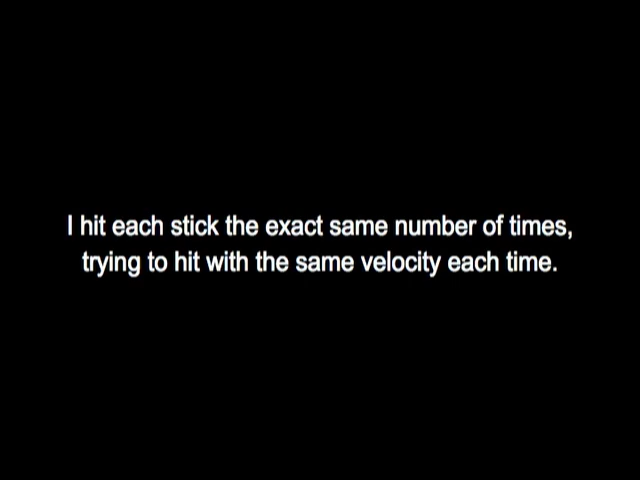 I hit each stick the exact same number of times,
trying to hit with the same velocity each time.